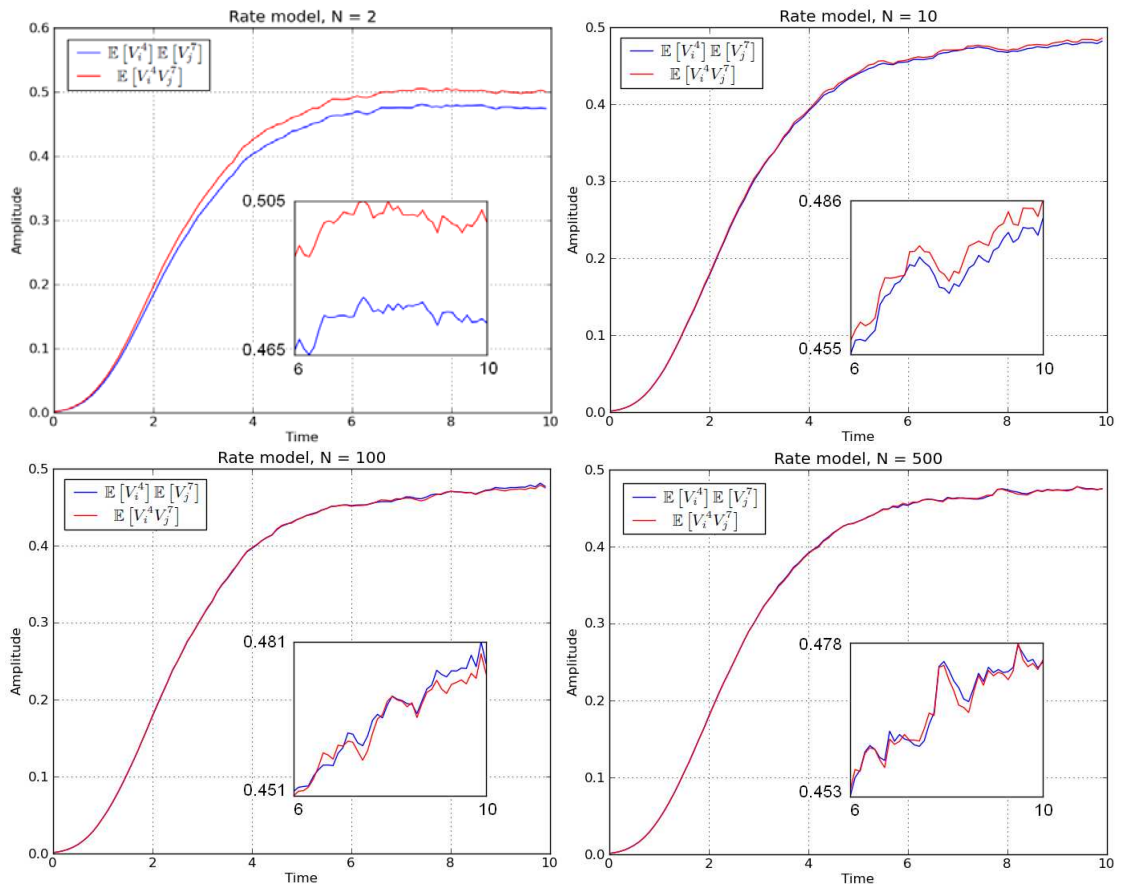 Rate model, N = 2
0.6
0.5
0.4
0.3
0.2
0.1
0.0
Amplitude
𝔼[V_i^4] 𝔼[V_j^7]
𝔼[V_i^4 V_j^7]
0.505
0.465
6 10
0 2 4 6 8 10
Time
Rate model, N = 10
0.5
0.4
0.3
0.2
0.1
0.0
Amplitude
𝔼[V_i^4] 𝔼[V_j^7]
𝔼[V_i^4 V_j^7]
0.486
0.455
6 10
0 2 4 6 8 10
Time
Rate model, N = 100
0.5
0.4
0.3
0.2
0.1
0.0
Amplitude
𝔼[V_i^4] 𝔼[V_j^7]
𝔼[V_i^4 V_j^7]
0.481
0.451
6 10
0 2 4 6 8 10
Time
Rate model, N = 500
0.5
0.4
0.3
0.2
0.1
0.0
Amplitude
𝔼[V_i^4] 𝔼[V_j^7]
𝔼[V_i^4 V_j^7]
0.478
0.453
6 10
0 2 4 6 8 10
Time